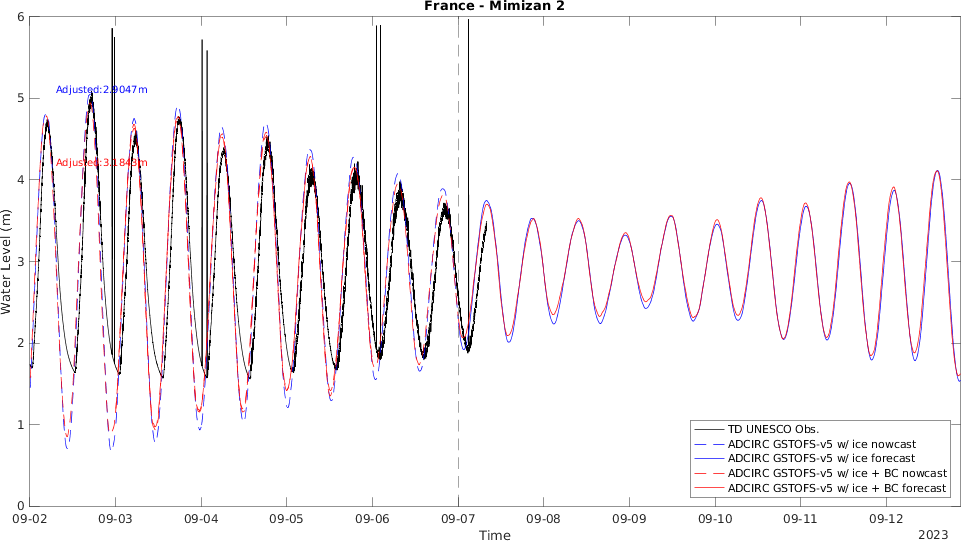 France - Mimizan 2
6
5
4
3
2
1
0
Water Level (m)
Adjusted:2.9047m
Adjusted:3.1843m
TD UNESCO Obs.
ADCIRC GSTOFS-v5 w/ ice nowcast
ADCIRC GSTOFS-v5 w/ ice forecast
ADCIRC GSTOFS-v5 w/ ice + BC nowcast
ADCIRC GSTOFS-v5 w/ ice + BC forecast
09-02 09-03 09-04 09-05 09-06 09-07 09-08 09-09 09-10 09-11 09-12
Time
2023